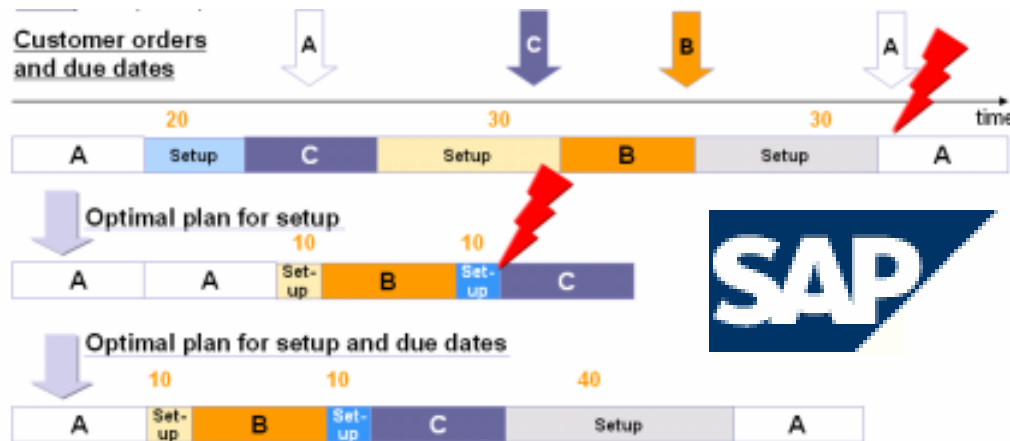 Customer orders
and due dates
A
C
B
A
time
20
30
30
A
Setup
C
Setup
B
Setup
A
Optimal plan for setup
10
10
A
A
Set-
up
B
Set-
up
C
SAP
Optimal plan for setup and due dates
10
10
40
A
Set-
up
B
Set-
up
C
Setup
A